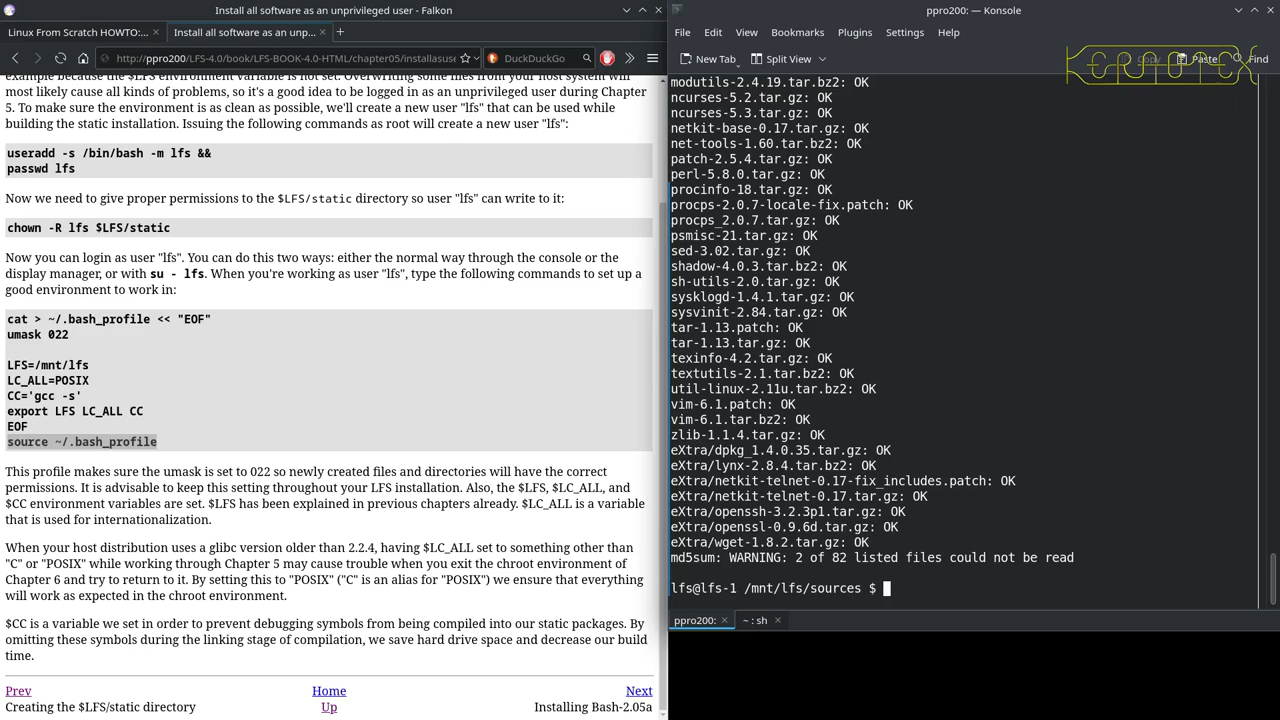 Install all software as an unprivileged user - Falkon
Linux From Scratch HOWTO:...
Install all software as an unp...
http://ppro200/LFS-4.0/book/LFS-BOOK-4.0-HTML/chapter05/installasuse
DuckDuckGo
example because the $LFS environment variable is not set. Overwriting some files from your host system
will most likely cause all kinds of problems, so it's a good idea to be logged in as an unprivileged user during Chapter
5. To make sure the environment is as clean as possible, we'll create a new user "lfs" that can be used while
building the static installation. Issuing the following commands as root will create a new user "lfs":
useradd -s /bin/bash -m lfs &&
passwd lfs
Now we need to give proper permissions to the $LFS/static directory so user "lfs" can write to it:
chown -R lfs $LFS/static
Now you can login as user "lfs". You can do this two ways: either the normal way through the console or the
display manager, or with su - lfs. When you're working as user "lfs", type the following commands to set up a
good environment to work in:
cat > ~/.bash_profile << "EOF"
umask 022
LFS=/mnt/lfs
LC_ALL=POSIX
CC='gcc -s'
export LFS LC_ALL CC
EOF
source ~/.bash_profile
This profile makes sure the umask is set to 022 so newly created files and directories will have the correct
permissions. It is advisable to keep this setting throughout your LFS installation. Also, the $LFS, $LC_ALL, and
$CC environment variables are set. $LFS has been explained in previous chapters already. $LC_ALL is a variable
that is used for internationalization.
When your host distribution uses a glibc version older than 2.2.4, having $LC_ALL set to something other than
"C" or "POSIX" while working through Chapter 5 may cause trouble when you exit the chroot environment of
Chapter 6 and try to return to it. By setting this to "POSIX" ("C" is an alias for "POSIX") we ensure that everything
will work as expected in the chroot environment.
$CC is a variable we set in order to prevent debugging symbols from being compiled into our static packages. By
omitting these symbols during the linking stage of compilation, we save hard drive space and decrease our build
time.
Prev Home Next
Creating the $LFS/static directory Up Installing Bash-2.05a
ppro200: — Konsole
File Edit View Bookmarks Plugins Settings Help
New Tab Split View Copy Paste Find
modutils-2.4.19.tar.bz2: OK
ncurses-5.2.tar.gz: OK
ncurses-5.3.tar.gz: OK
netkit-base-0.17.tar.gz: OK
net-tools-1.60.tar.bz2: OK
patch-2.5.4.tar.gz: OK
perl-5.8.0.tar.gz: OK
procinfo-18.tar.gz: OK
procps-2.0.7-locale-fix.patch: OK
procps_2.0.7.tar.gz: OK
psmisc-21.tar.gz: OK
sed-3.02.tar.gz: OK
shadow-4.0.3.tar.bz2: OK
sh-utils-2.0.tar.gz: OK
sysklogd-1.4.1.tar.gz: OK
sysvinit-2.84.tar.gz: OK
tar-1.13.patch: OK
tar-1.13.tar.gz: OK
texinfo-4.2.tar.gz: OK
textutils-2.1.tar.bz2: OK
util-linux-2.11u.tar.bz2: OK
vim-6.1.patch: OK
vim-6.1.tar.bz2: OK
zlib-1.1.4.tar.gz: OK
eXtra/dpkg_1.4.0.35.tar.gz: OK
eXtra/lynx-2.8.4.tar.bz2: OK
eXtra/netkit-telnet-0.17-fix_includes.patch: OK
eXtra/netkit-telnet-0.17.tar.gz: OK
eXtra/openssh-3.2.3p1.tar.gz: OK
eXtra/openssl-0.9.6d.tar.gz: OK
eXtra/wget-1.8.2.tar.gz: OK
md5sum: WARNING: 2 of 82 listed files could not be read
lfs@lfs-1 /mnt/lfs/sources $
ppro200: ~ : sh